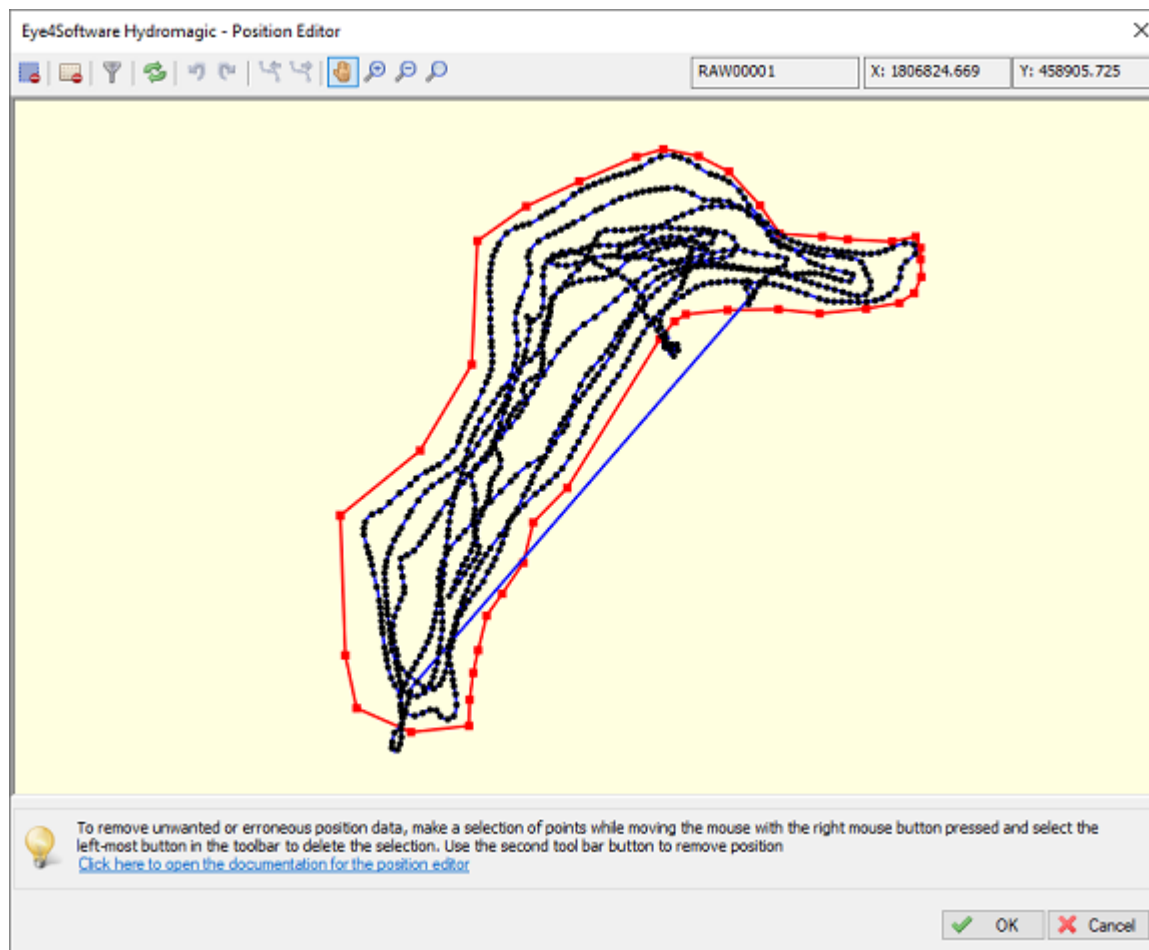 Eye4Software Hydromagic - Position Editor
RAW00001
X: 1806824.669
Y: 458905.725
To remove unwanted or erroneous position data, make a selection of points while moving the mouse with the right mouse button pressed and select the
left-most button in the toolbar to delete the selection. Use the second tool bar button to remove position
Click here to open the documentation for the position editor
OK
Cancel